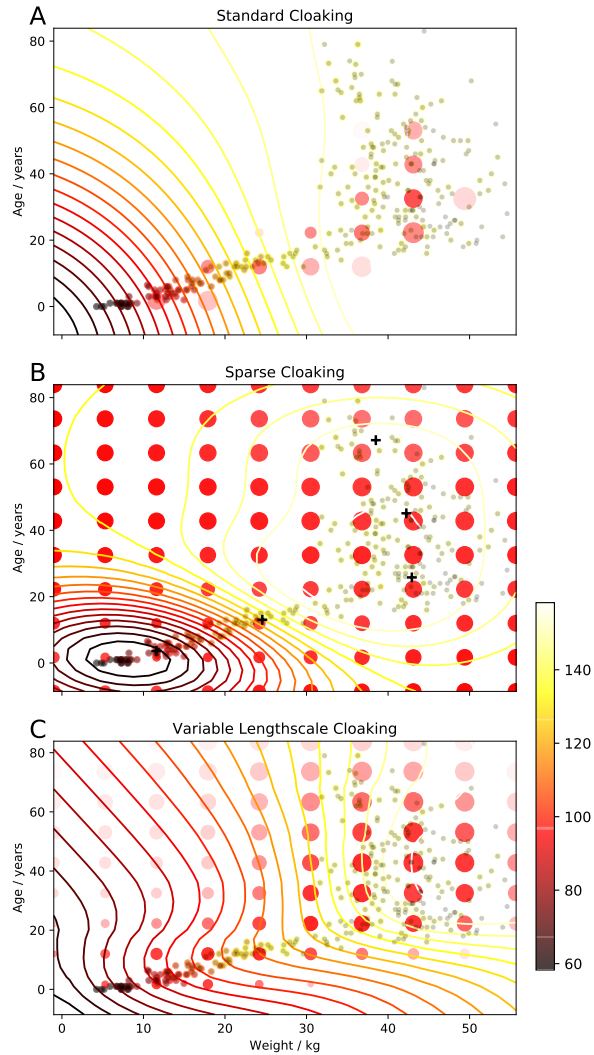 A
Standard Cloaking
80
60
40
20
0
Age / years
B
Sparse Cloaking
80
60
40
20
0
Age / years
C
Variable Lengthscale Cloaking
80
60
40
20
0
Age / years
0 10 20 30 40 50
Weight / kg
140
120
100
80
60